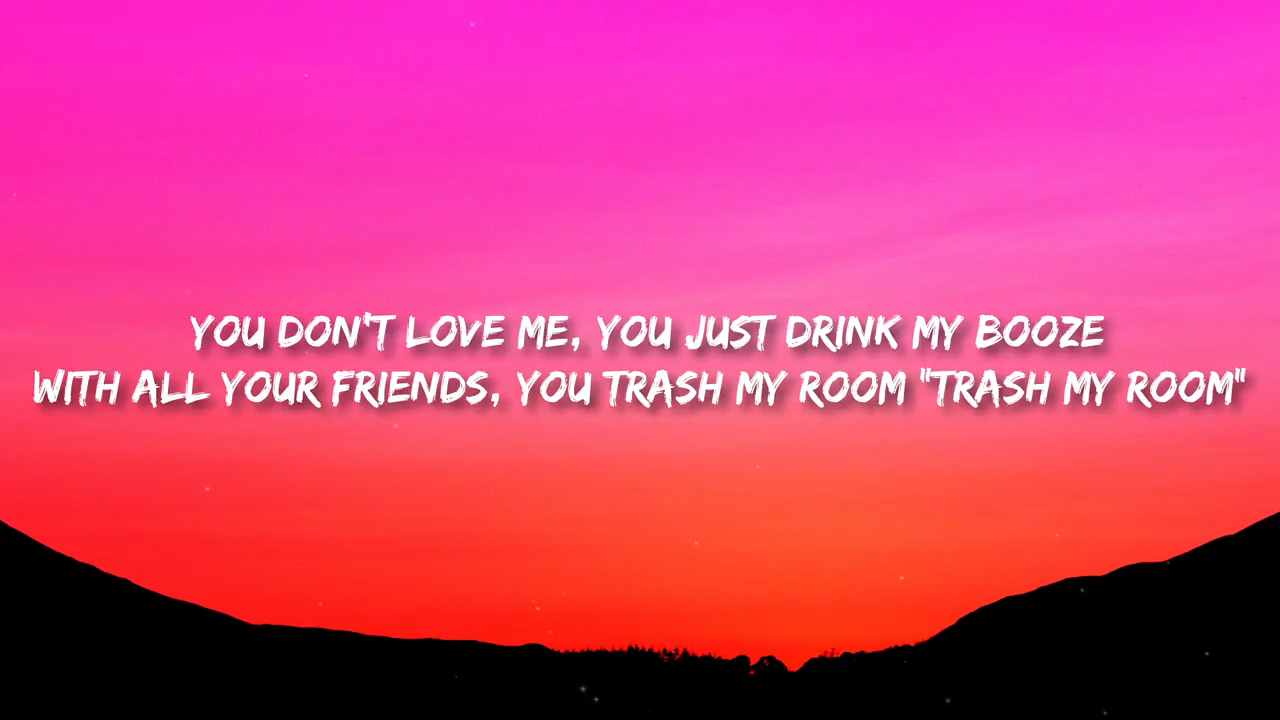 YOU DON'T LOVE ME, YOU JUST DRINK MY BOOZE
WITH ALL YOUR FRIENDS, YOU TRASH MY ROOM "TRASH MY ROOM"